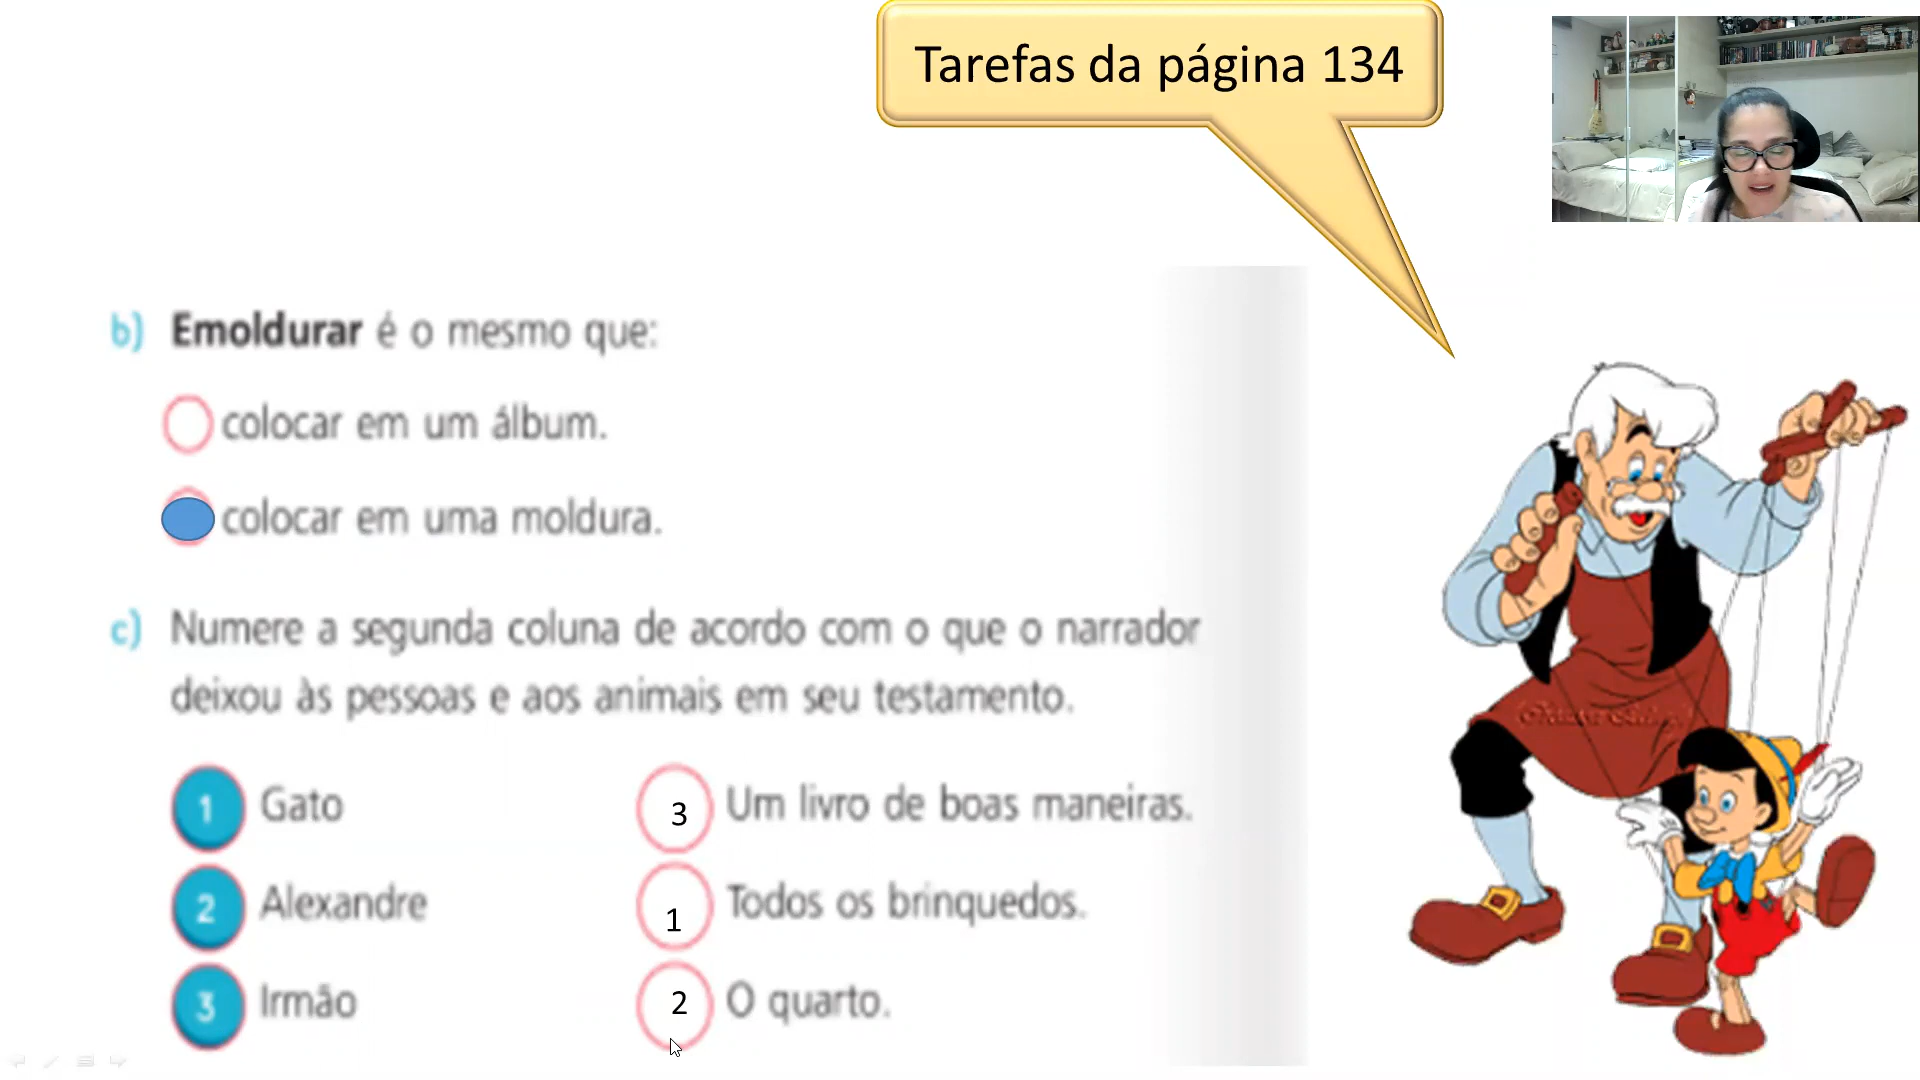 Tarefas da página 134
b) Emoldurar é o mesmo que:
colocar em um álbum.
colocar em uma moldura.
c) Numere a segunda coluna de acordo com o que o narrador
deixou às pessoas e aos animais em seu testamento.
1 Gato
3 Um livro de boas maneiras.
2 Alexandre
1 Todos os brinquedos.
3 Irmão
2 O quarto.